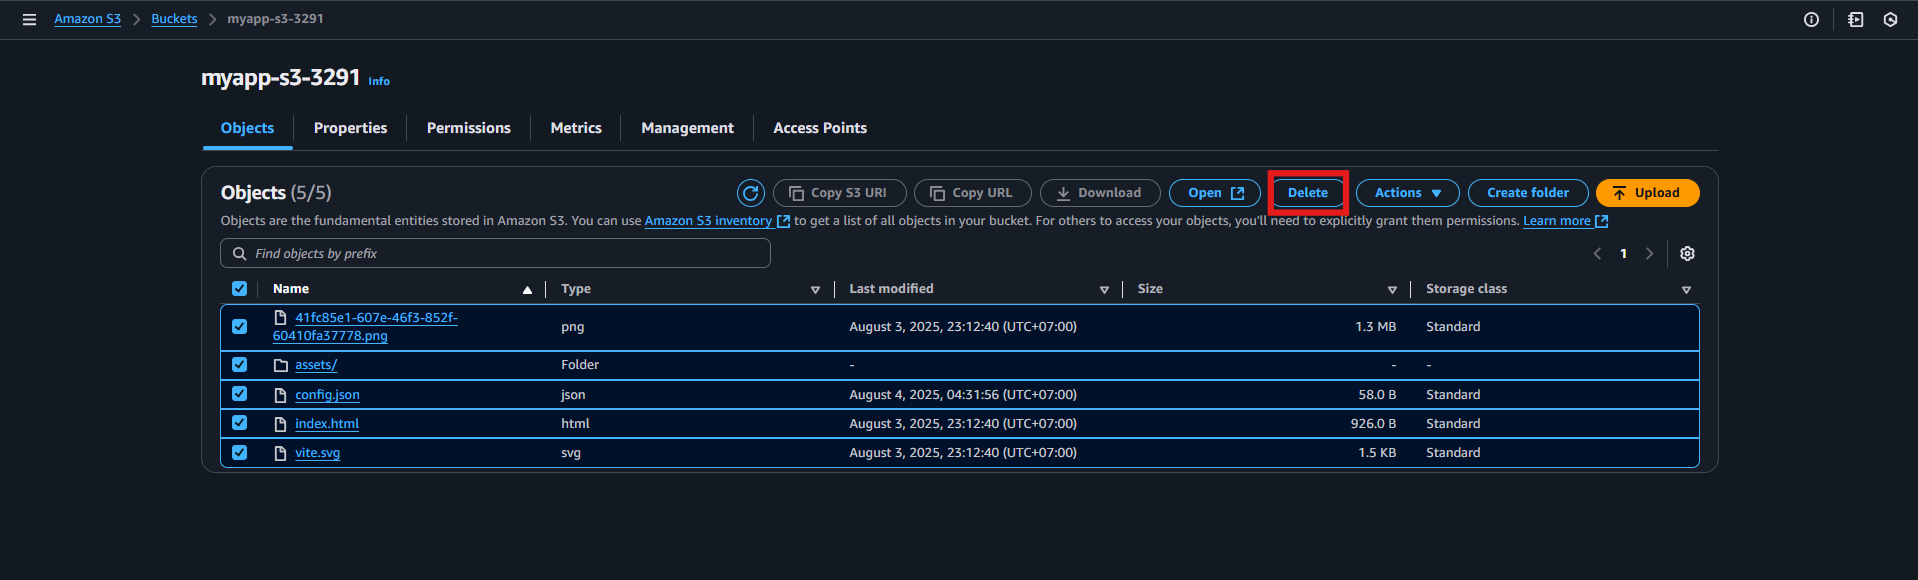 Amazon S3 > Buckets > myapp-s3-3291
myapp-s3-3291 Info
Objects Properties Permissions Metrics Management Access Points
Objects (5/5) Copy S3 URI Copy URL Download Open Delete Actions Create folder Upload
Objects are the fundamental entities stored in Amazon S3. You can use Amazon S3 inventory to get a list of all objects in your bucket. For others to access your objects, you'll need to explicitly grant them permissions. Learn more
Find objects by prefix 1
Name Type Last modified Size Storage class
41fc85e1-607e-46f3-852f-
60410fa37778.png png August 3, 2025, 23:12:40 (UTC+07:00) 1.3 MB Standard
assets/ Folder - - -
config.json json August 4, 2025, 04:31:56 (UTC+07:00) 58.0 B Standard
index.html html August 3, 2025, 23:12:40 (UTC+07:00) 926.0 B Standard
vite.svg svg August 3, 2025, 23:12:40 (UTC+07:00) 1.5 KB Standard